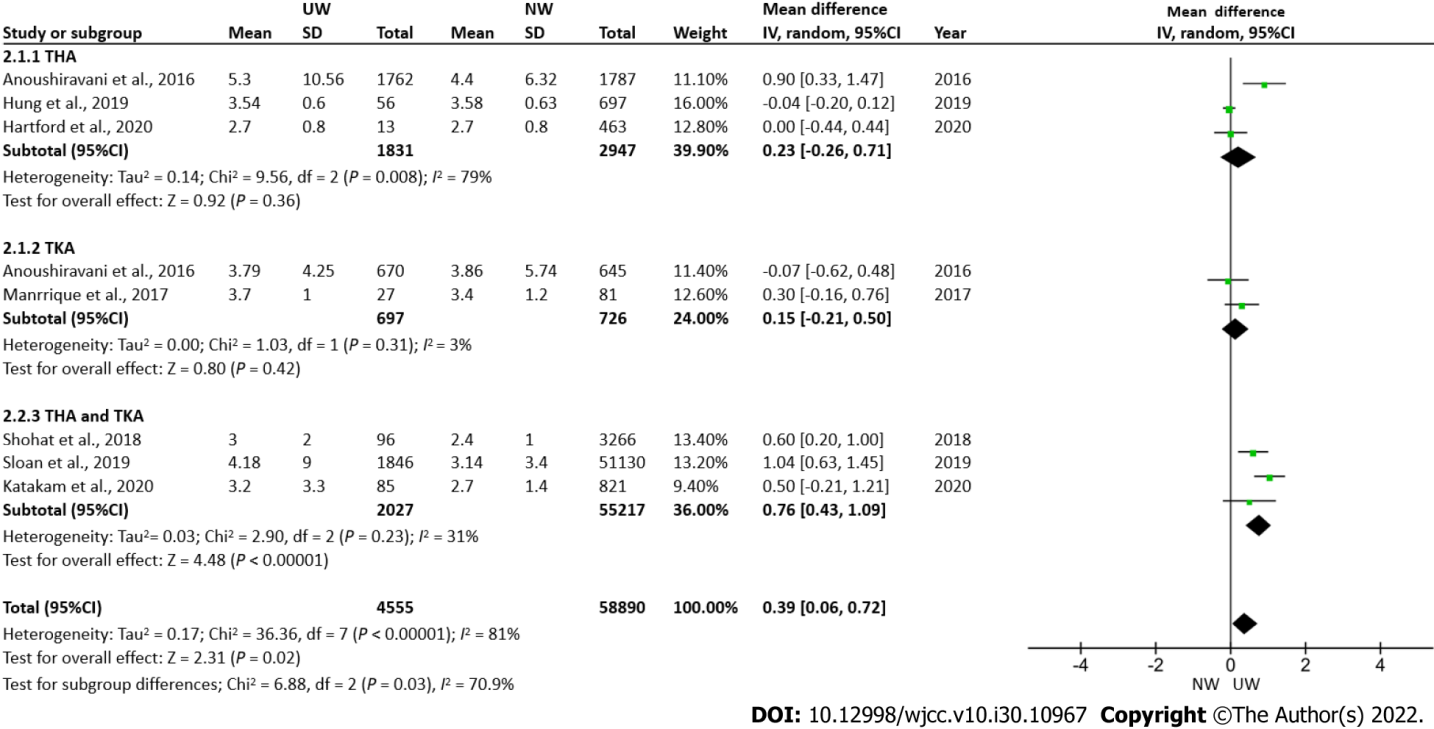 UW NW Mean difference Mean difference
Study or subgroup Mean SD Total Mean SD Total Weight IV, random, 95%CI Year IV, random, 95%CI
2.1.1 THA
Anoushiravani et al., 2016 5.3 10.56 1762 4.4 6.32 1787 11.10% 0.90 [0.33, 1.47] 2016
Hung et al., 2019 3.54 0.6 56 3.58 0.63 697 16.00% -0.04 [-0.20, 0.12] 2019
Hartford et al., 2020 2.7 0.8 13 2.7 0.8 463 12.80% 0.00 [-0.44, 0.44] 2020
Subtotal (95%CI) 1831 2947 39.90% 0.23 [-0.26, 0.71]
Heterogeneity: Tau² = 0.14; Chi² = 9.56, df = 2 (P = 0.008); I² = 79%
Test for overall effect: Z = 0.92 (P = 0.36)
2.1.2 TKA
Anoushiravani et al., 2016 3.79 4.25 670 3.86 5.74 645 11.40% -0.07 [-0.62, 0.48] 2016
Manrrique et al., 2017 3.7 1 27 3.4 1.2 81 12.60% 0.30 [-0.16, 0.76] 2017
Subtotal (95%CI) 697 726 24.00% 0.15 [-0.21, 0.50]
Heterogeneity: Tau² = 0.00; Chi² = 1.03, df = 1 (P = 0.31); I² = 3%
Test for overall effect: Z = 0.80 (P = 0.42)
2.2.3 THA and TKA
Shohat et al., 2018 3 2 96 2.4 1 3266 13.40% 0.60 [0.20, 1.00] 2018
Sloan et al., 2019 4.18 9 1846 3.14 3.4 51130 13.20% 1.04 [0.63, 1.45] 2019
Katakam et al., 2020 3.2 3.3 85 2.7 1.4 821 9.40% 0.50 [-0.21, 1.21] 2020
Subtotal (95%CI) 2027 55217 36.00% 0.76 [0.43, 1.09]
Heterogeneity: Tau²= 0.03; Chi² = 2.90, df = 2 (P = 0.23); I² = 31%
Test for overall effect: Z = 4.48 (P < 0.00001)
Total (95%CI) 4555 58890 100.00% 0.39 [0.06, 0.72]
Heterogeneity: Tau² = 0.17; Chi² = 36.36, df = 7 (P < 0.00001); I² = 81%
Test for overall effect: Z = 2.31 (P = 0.02)
Test for subgroup differences; Chi² = 6.88, df = 2 (P = 0.03), I² = 70.9%
-4 -2 0 2 4
NW UW
DOI: 10.12998/wjcc.v10.i30.10967 Copyright ©The Author(s) 2022.